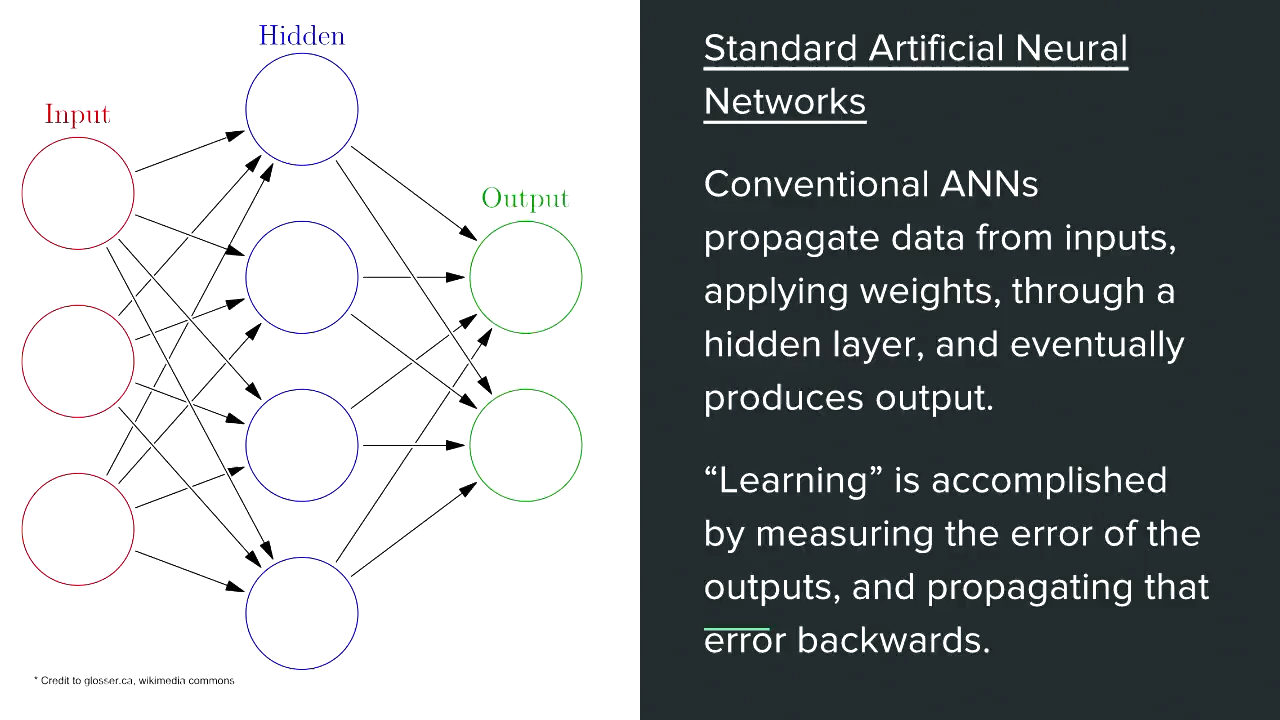 Hidden
Input
Output
* Credit to glosser.ca, wikimedia commons
Standard Artificial Neural
Networks
Conventional ANNs
propagate data from inputs,
applying weights, through a
hidden layer, and eventually
produces output.
“Learning” is accomplished
by measuring the error of the
outputs, and propagating that
error backwards.